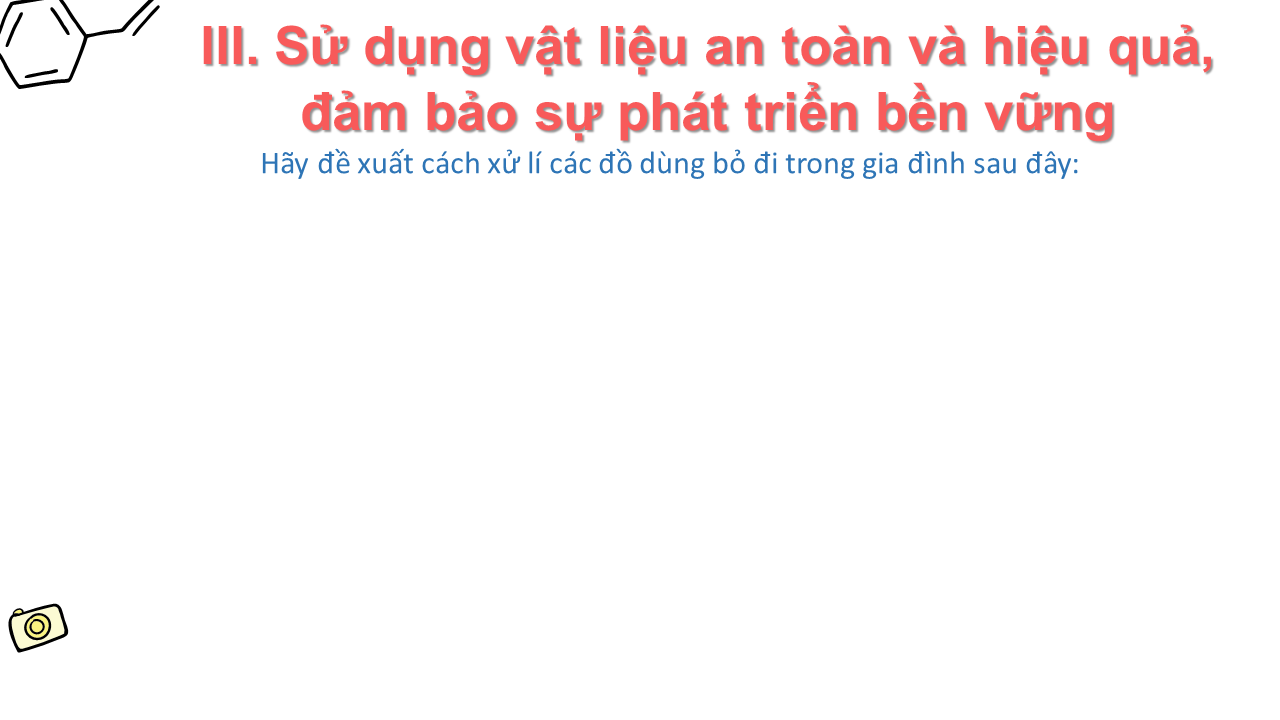 III. Sử dụng vật liệu an toàn và hiệu quả,
đảm bảo sự phát triển bền vững
Hãy đề xuất cách xử lí các đồ dùng bỏ đi trong gia đình sau đây: